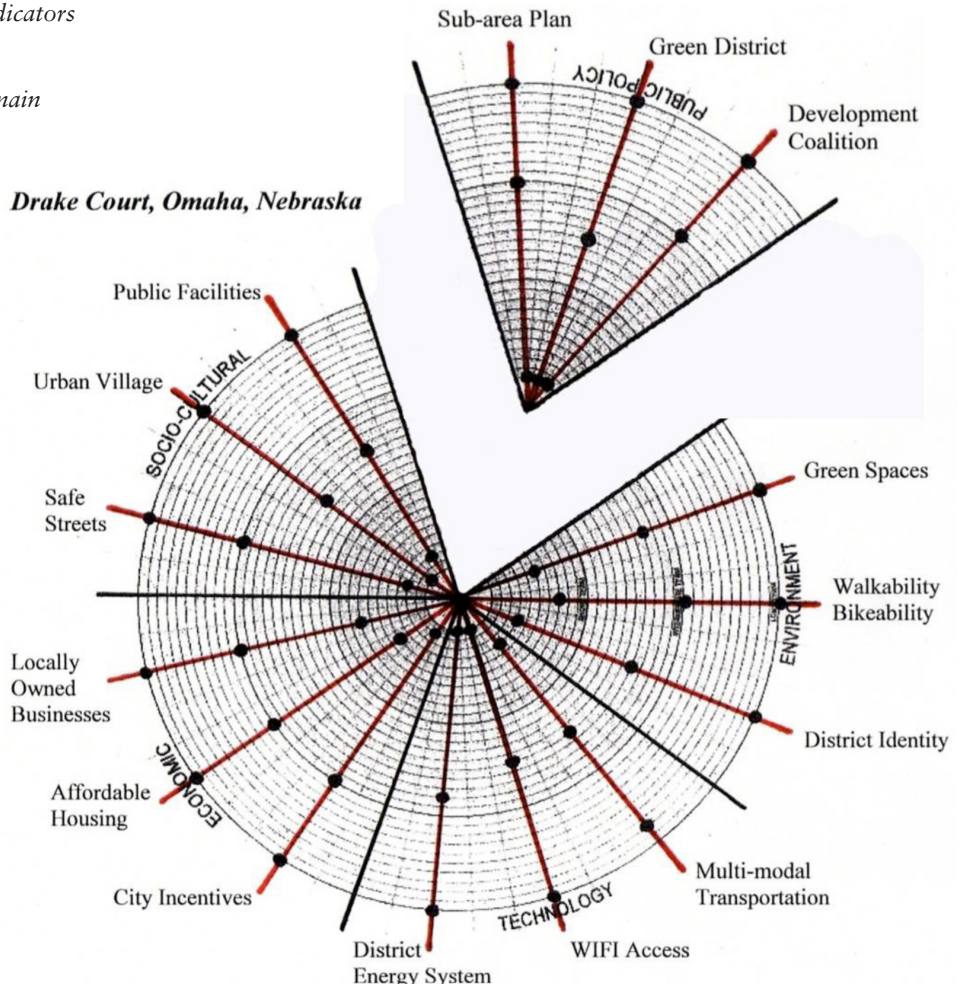 dicators
Sub-area Plan
Green District
PUBLIC POLICY
nain
Development
Coalition
Drake Court, Omaha, Nebraska
Public Facilities
Urban Village
SOCIO-CULTURAL
Safe
Streets
Green Spaces
Walkability
Bikeability
ENVIRONMENT
Locally
Owned
Businesses
District Identity
ECONOMIC
Affordable
Housing
City Incentives
Multi-modal
Transportation
TECHNOLOGY
District
Energy System
WIFI Access